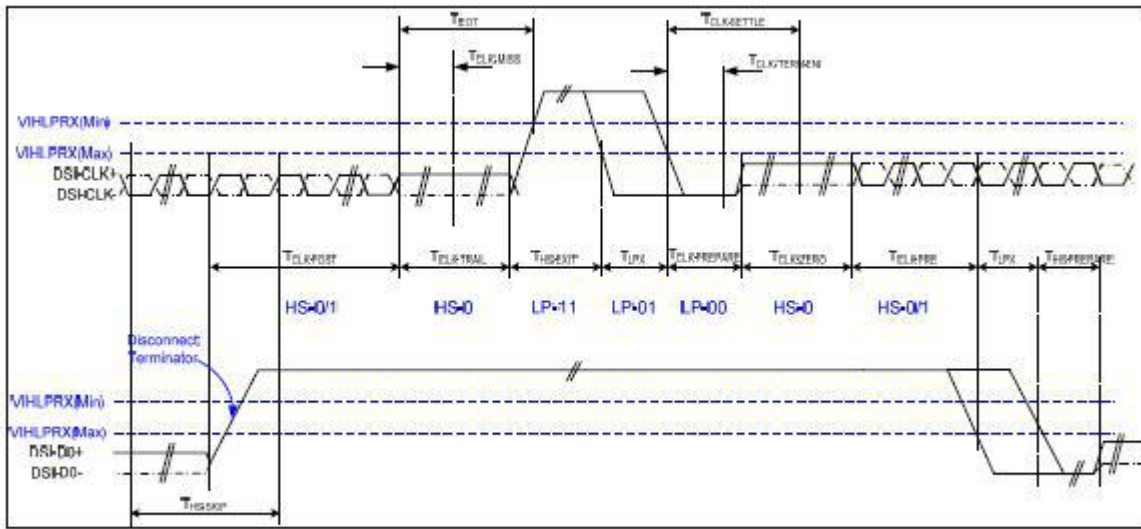 TEOT
TCLK-SETTLE
TCLK-MISS
TCLK-TERM-EN
VIHLPRX(Min)
VIHLPRX(Max)
DSI-CLK+
DSI-CLK-
TCLK-POST TCLK-TRAIL THS-EXIT TLPX TCLK-PREPARE TCLK-ZERO TCLK-PRE TLPX THS-PREPARE
HS-0/1 HS-0 LP-11 LP-01 LP-00 HS-0 HS-0/1
Disconnect
Terminator
VIHLPRX(Min)
VIHLPRX(Max)
DSI-D0+
DSI-D0-
THS-SKIP